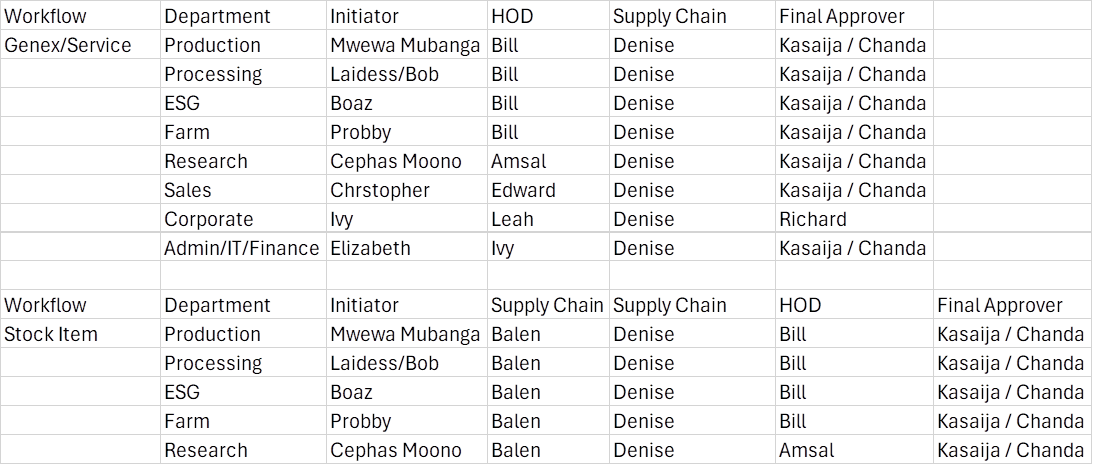 Workflow Department Initiator HOD Supply Chain Final Approver
Genex/Service Production Mwewa Mubanga Bill Denise Kasaija / Chanda
Processing Laidess/Bob Bill Denise Kasaija / Chanda
ESG Boaz Bill Denise Kasaija / Chanda
Farm Probby Bill Denise Kasaija / Chanda
Research Cephas Moono Amsal Denise Kasaija / Chanda
Sales Chrstopher Edward Denise Kasaija / Chanda
Corporate Ivy Leah Denise Richard
Admin/IT/Finance Elizabeth Ivy Denise Kasaija / Chanda
Workflow Department Initiator Supply Chain Supply Chain HOD Final Approver
Stock Item Production Mwewa Mubanga Balen Denise Bill Kasaija / Chanda
Processing Laidess/Bob Balen Denise Bill Kasaija / Chanda
ESG Boaz Balen Denise Bill Kasaija / Chanda
Farm Probby Balen Denise Bill Kasaija / Chanda
Research Cephas Moono Balen Denise Amsal Kasaija / Chanda